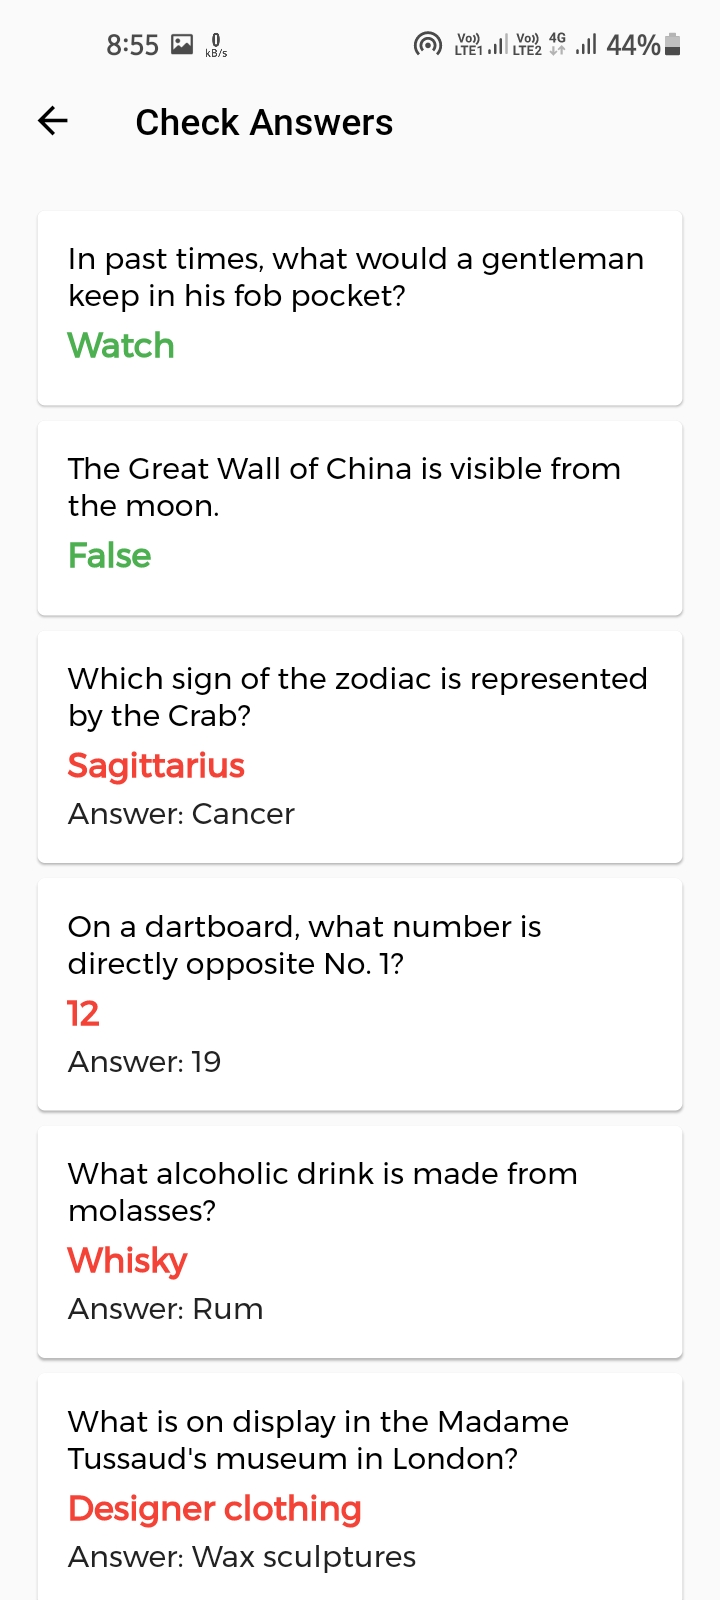 8:55 0 kB/s Vo)) LTE1 Vo)) LTE2 4G 44%
Check Answers
In past times, what would a gentleman
keep in his fob pocket?
Watch
The Great Wall of China is visible from
the moon.
False
Which sign of the zodiac is represented
by the Crab?
Sagittarius
Answer: Cancer
On a dartboard, what number is
directly opposite No. 1?
12
Answer: 19
What alcoholic drink is made from
molasses?
Whisky
Answer: Rum
What is on display in the Madame
Tussaud's museum in London?
Designer clothing
Answer: Wax sculptures